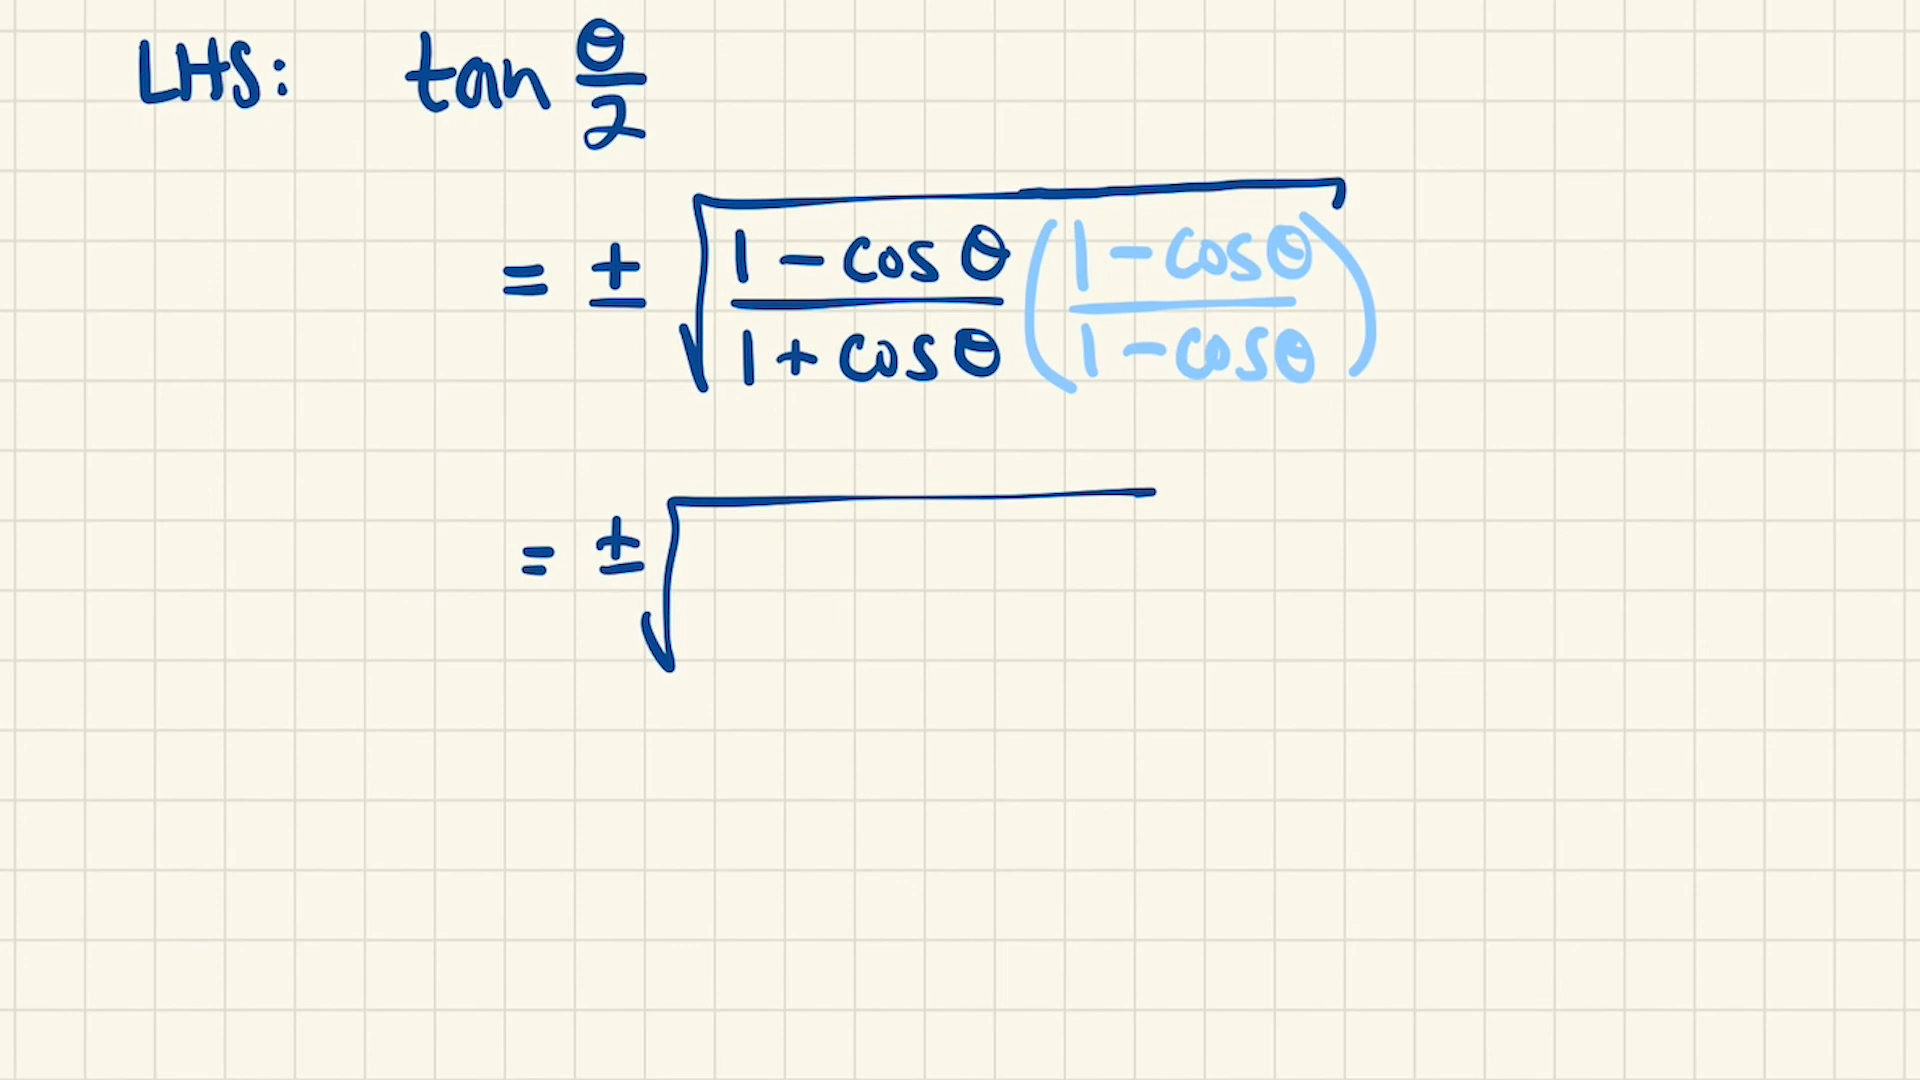 LHS: tan θ/2
= ± √(1 - cos θ / 1 + cos θ (1 - cos θ / 1 - cos θ))
= ± √